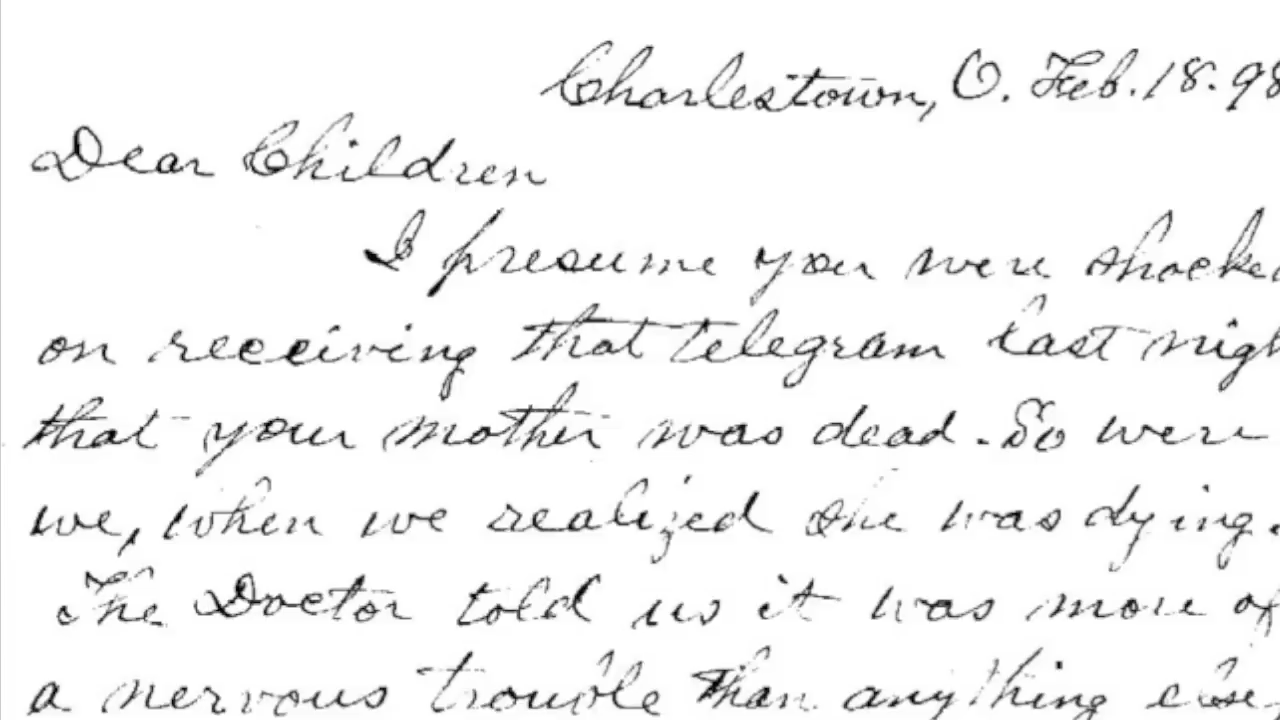 Charlestown, O. Feb. 18. 98
Dear Children
I presume you were shocked
on receiving that telegram last nigh
that your mother was dead. So were
we, when we realized she was dying.
The Doctor told us it was more of
a nervous trouble than anything else